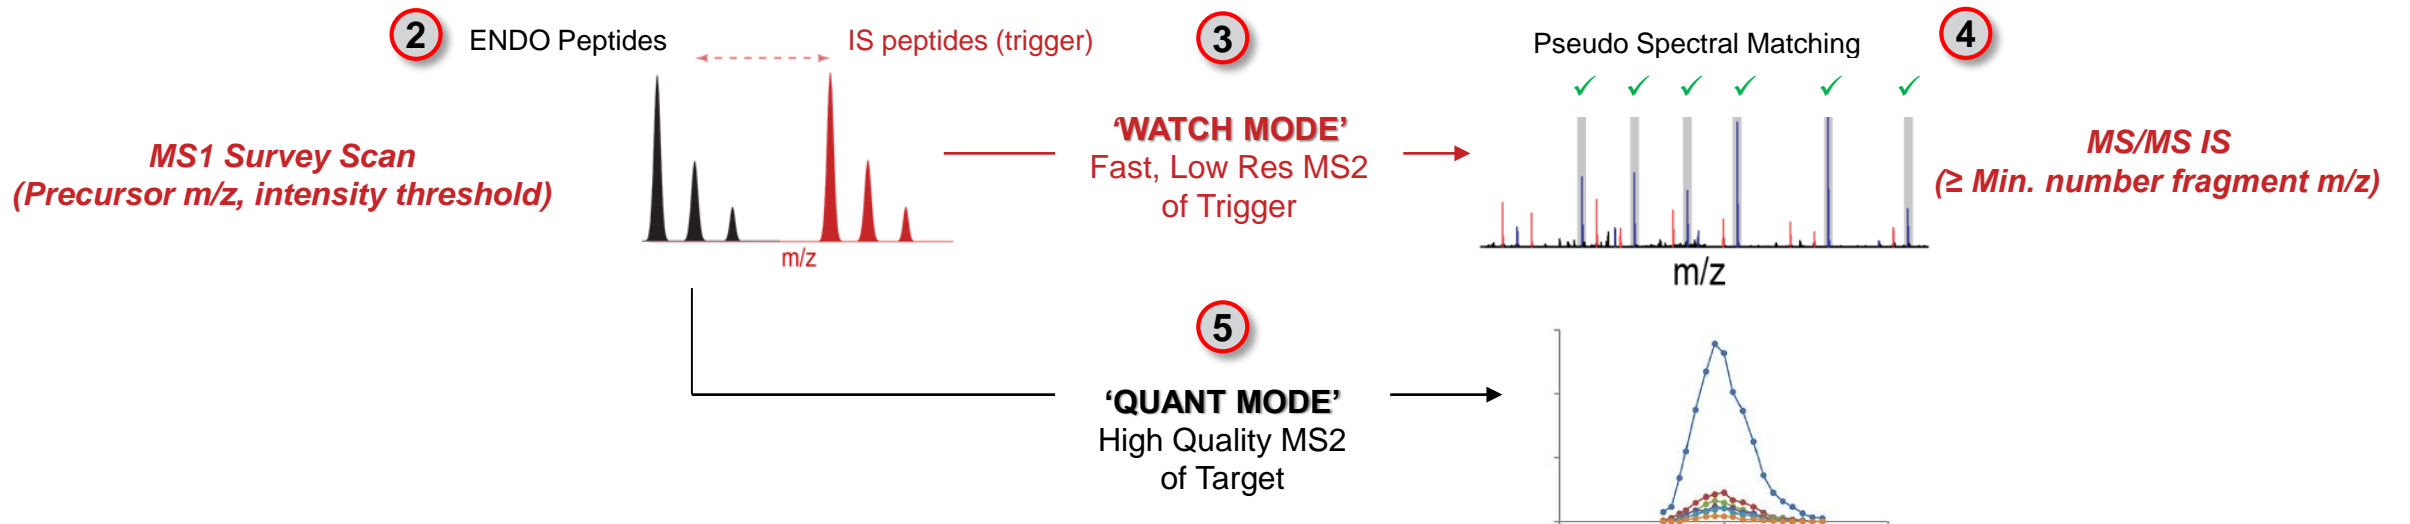 2
ENDO Peptides
IS peptides (trigger)
MS1 Survey Scan
(Precursor m/z, intensity threshold)
m/z
3
‘WATCH MODE’
Fast, Low Res MS2
of Trigger
Pseudo Spectral Matching
4
m/z
MS/MS IS
(≥ Min. number fragment m/z)
5
‘QUANT MODE’
High Quality MS2
of Target